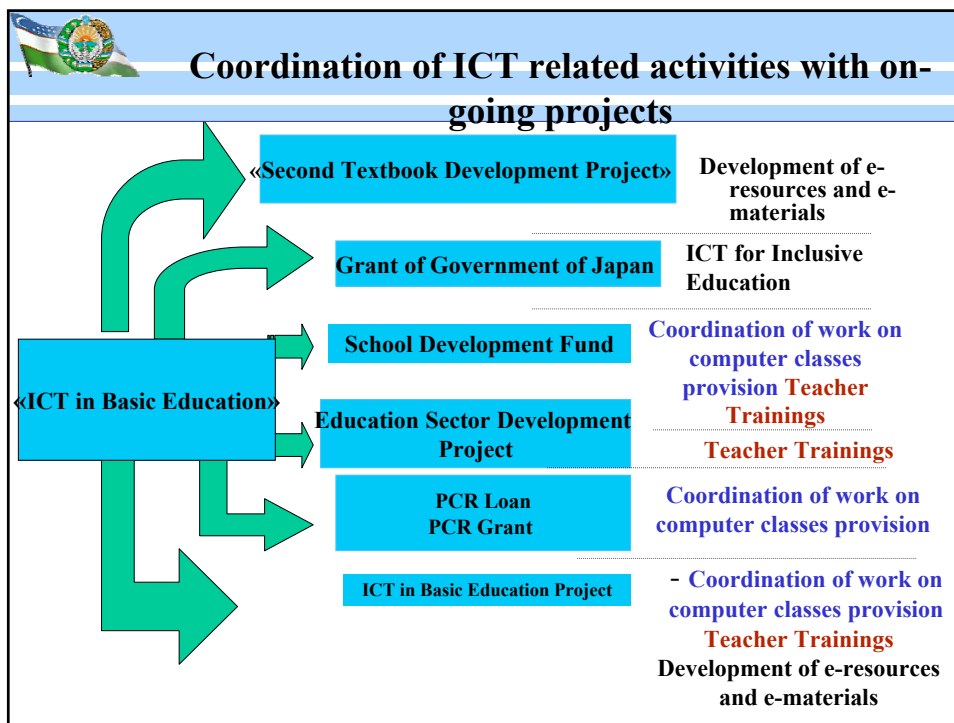 Coordination of ICT related activities with on-
going projects
«Second Textbook Development Project»
Development of e-
resources and e-
materials
Grant of Government of Japan
ICT for Inclusive
Education
School Development Fund
Coordination of work on
computer classes
provision Teacher
Trainings
«ICT in Basic Education»
Education Sector Development
Project
Teacher Trainings
PCR Loan
PCR Grant
Coordination of work on
computer classes provision
ICT in Basic Education Project
- Coordination of work on
computer classes provision
Teacher Trainings
Development of e-resources
and e-materials